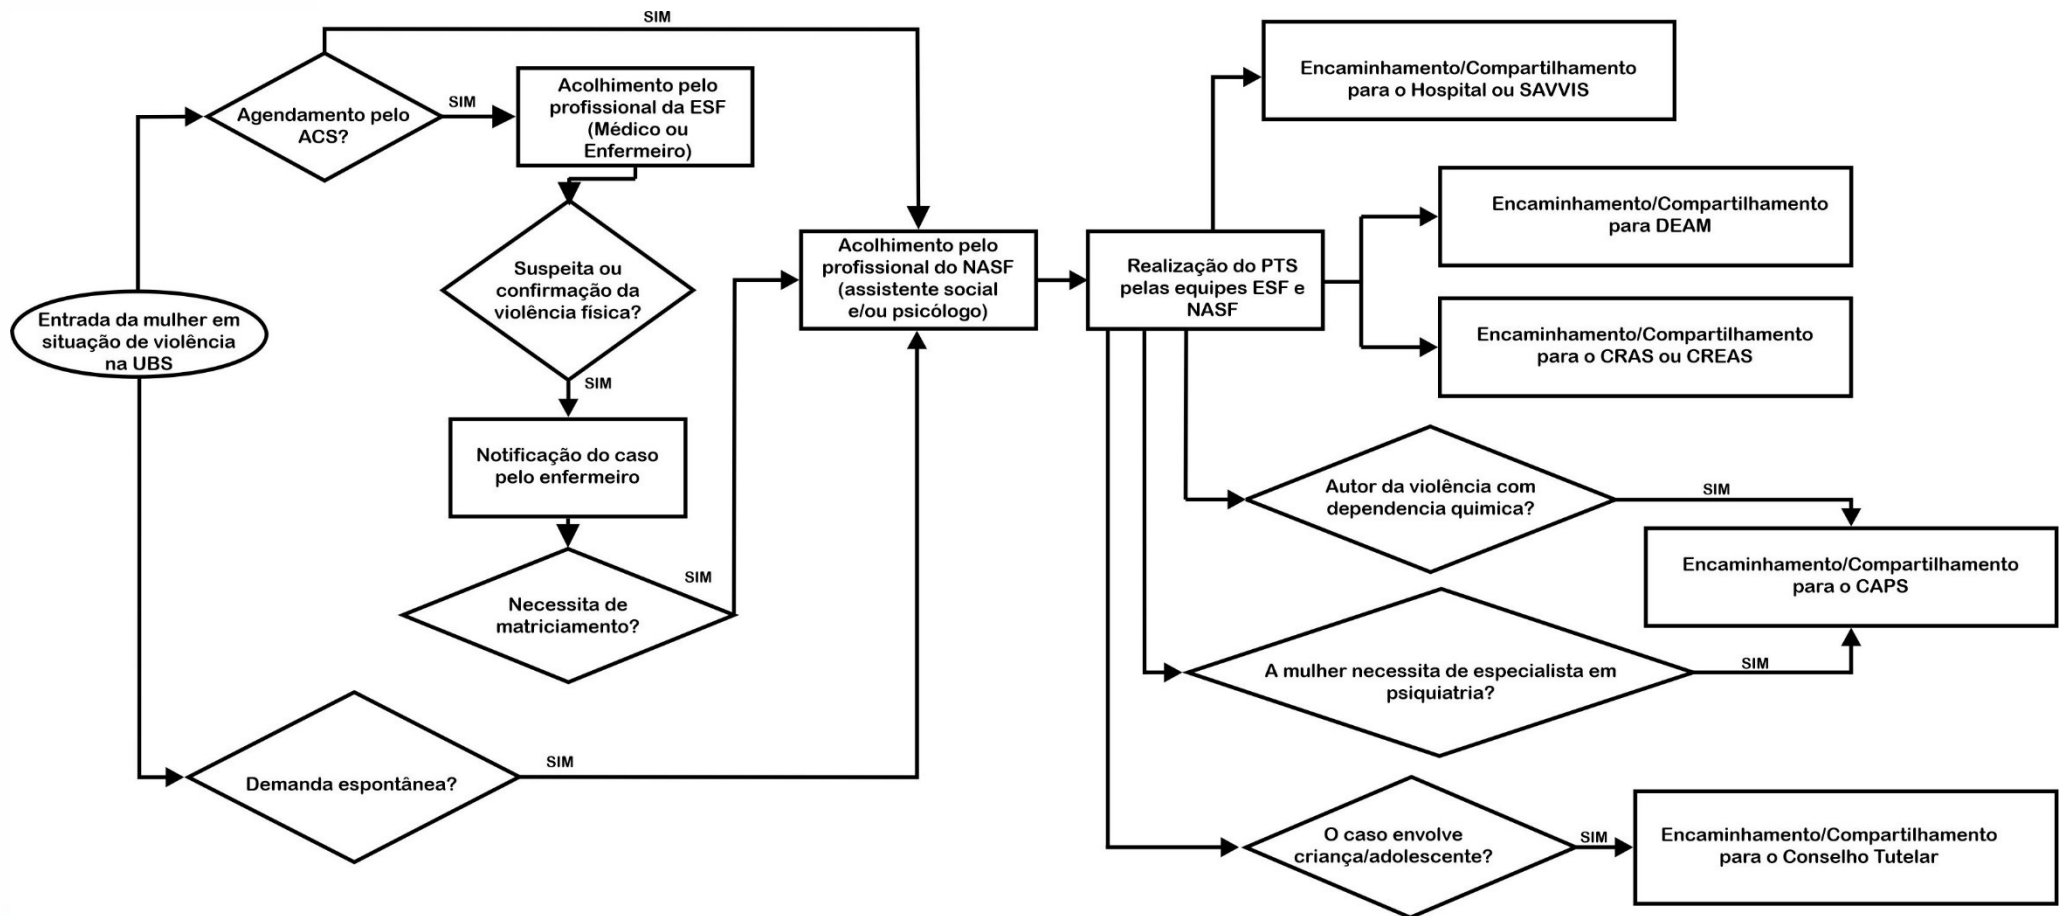 SIM
Agendamento pelo
ACS?
SIM
Acolhimento pelo
profissional da ESF
(Médico ou
Enfermeiro)
Entrada da mulher em
situação de violência
na UBS
Suspeita ou
confirmação da
violência física?
SIM
Notificação do caso
pelo enfermeiro
Necessita de
matriciamento?
SIM
Demanda espontânea?
SIM
Acolhimento pelo
profissional do NASF
(assistente social
e/ou psicólogo)
Realização do PTS
pelas equipes ESF e
NASF
Encaminhamento/Compartilhamento
para o Hospital ou SAVVIS
Encaminhamento/Compartilhamento
para DEAM
Encaminhamento/Compartilhamento
para o CRAS ou CREAS
Autor da violência com
dependencia quimica?
SIM
Encaminhamento/Compartilhamento
para o CAPS
A mulher necessita de especialista em
psiquiatria?
SIM
O caso envolve
criança/adolescente?
SIM
Encaminhamento/Compartilhamento
para o Conselho Tutelar